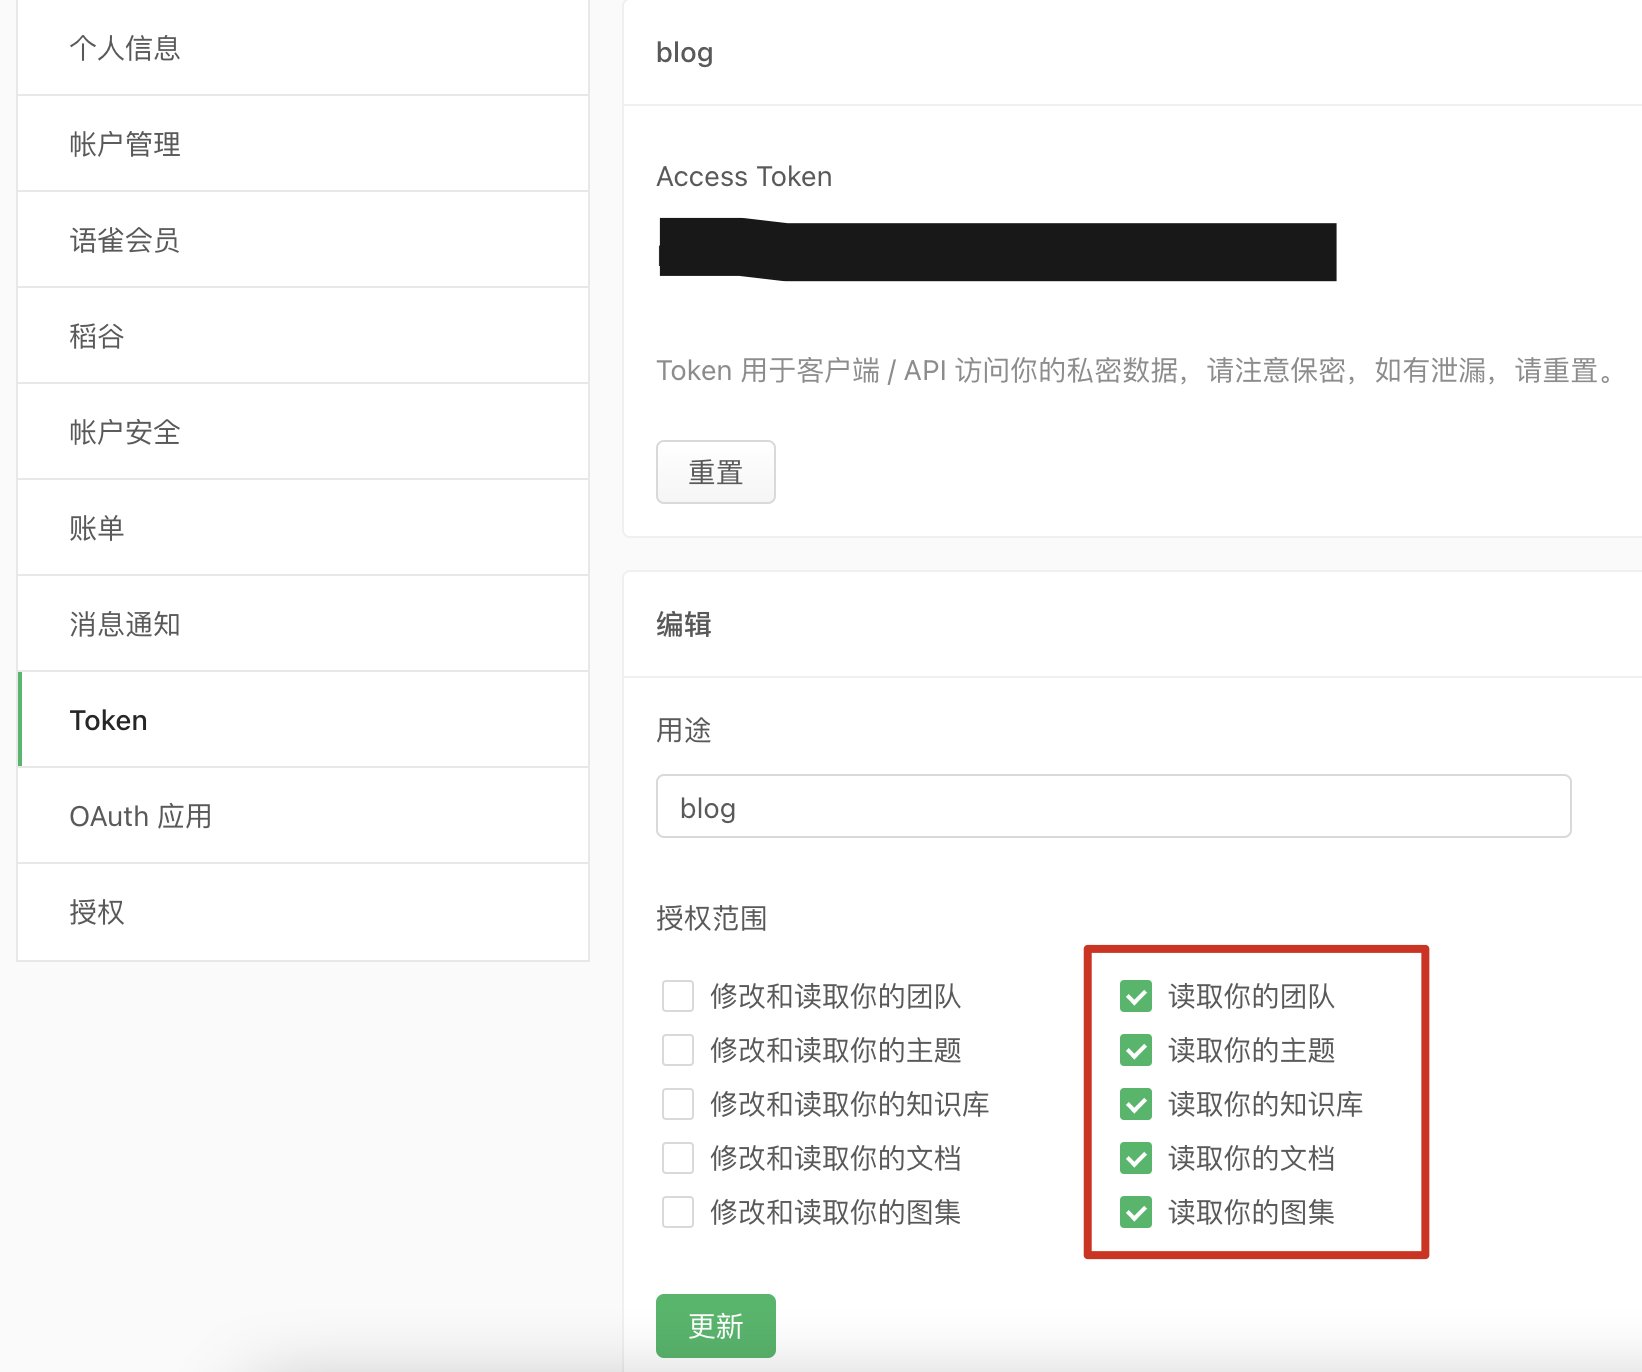 个人信息
帐户管理
语雀会员
稻谷
帐户安全
账单
消息通知
Token
OAuth 应用
授权
blog
Access Token
Token 用于客户端 / API 访问你的私密数据，请注意保密，如有泄漏，请重置。
重置
编辑
用途
blog
授权范围
修改和读取你的团队
读取你的团队
修改和读取你的主题
读取你的主题
修改和读取你的知识库
读取你的知识库
修改和读取你的文档
读取你的文档
修改和读取你的图集
读取你的图集
更新